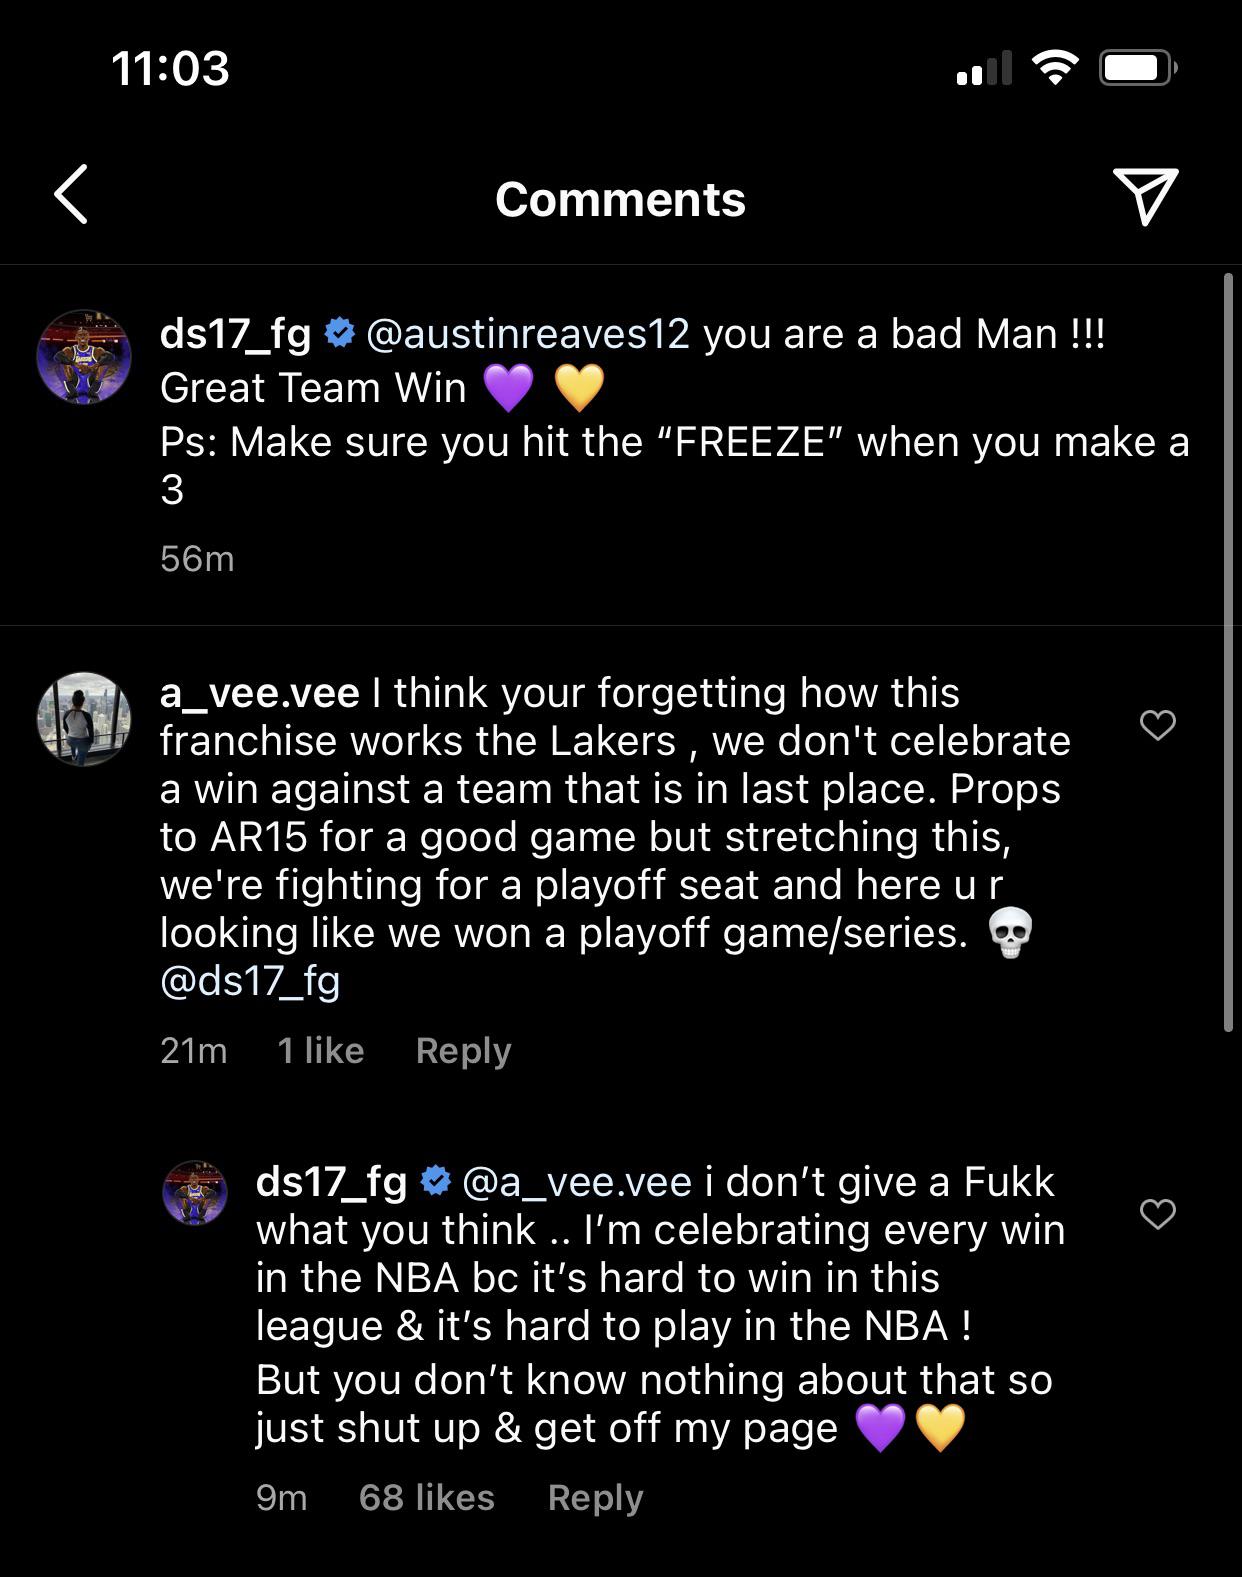 11:03
Comments
ds17_fg @austinreaves12 you are a bad Man !!!
Great Team Win 💜 💛
Ps: Make sure you hit the “FREEZE” when you make a
3
56m
a_vee.vee I think your forgetting how this
franchise works the Lakers , we don't celebrate
a win against a team that is in last place. Props
to AR15 for a good game but stretching this,
we're fighting for a playoff seat and here u r
looking like we won a playoff game/series. 💀
@ds17_fg
21m 1 like Reply
ds17_fg @a_vee.vee i don’t give a Fukk
what you think .. I’m celebrating every win
in the NBA bc it’s hard to win in this
league & it’s hard to play in the NBA !
But you don’t know nothing about that so
just shut up & get off my page 💜💛
9m 68 likes Reply